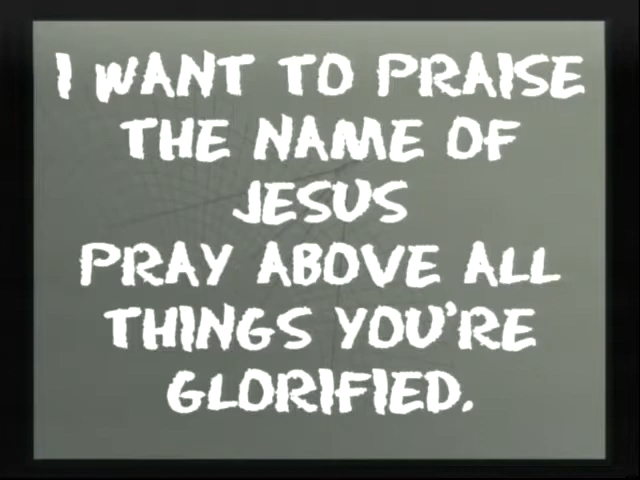 I WANT TO PRAISE
THE NAME OF
JESUS
PRAY ABOVE ALL
THINGS YOU'RE
GLORIFIED.